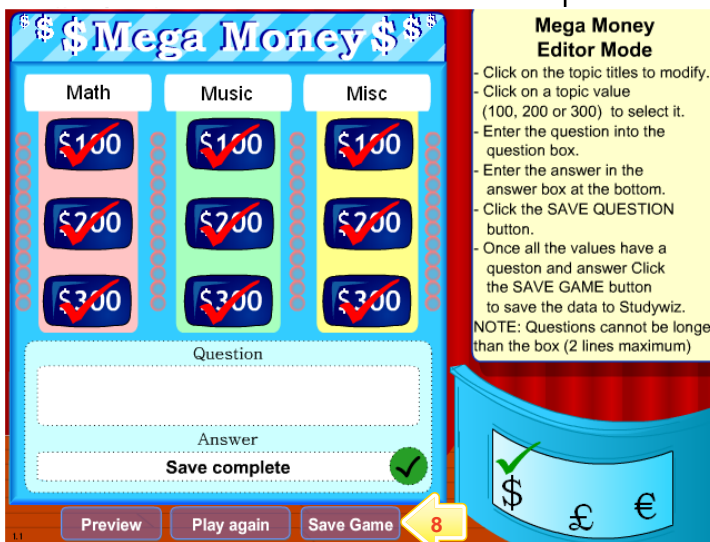 $$$Mega Money$$$
Mega Money
Editor Mode
- Click on the topic titles to modify.
- Click on a topic value
(100, 200 or 300) to select it.
- Enter the question into the
question box.
- Enter the answer in the
answer box at the bottom.
- Click the SAVE QUESTION
button.
- Once all the values have a
queston and answer Click
the SAVE GAME button
to save the data to Studywiz.
NOTE: Questions cannot be longe
than the box (2 lines maximum)
Math Music Misc
$100 $100 $100
$200 $200 $200
$300 $300 $300
Question
Answer
Save complete
$ £ €
1.1 Preview Play again Save Game 8